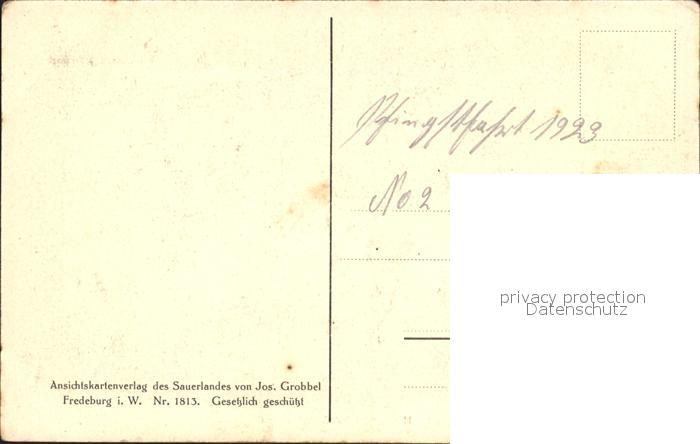 Pfingstfahrt 1923
No 2
privacy protection
Datenschutz
Ansichtskartenverlag des Sauerlandes von Jos. Grobbel
Fredeburg i. W. Nr. 1813. Gesetzlich geschützt